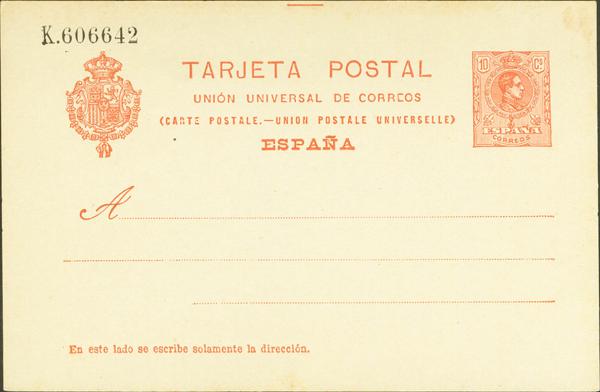 K.606642
TARJETA POSTAL
UNIÓN UNIVERSAL DE CORREOS
(CARTE POSTALE.—UNION POSTALE UNIVERSELLE)
ESPAÑA
10 Cs
ESPAÑA
CORREOS
A
En este lado se escribe solamente la dirección.